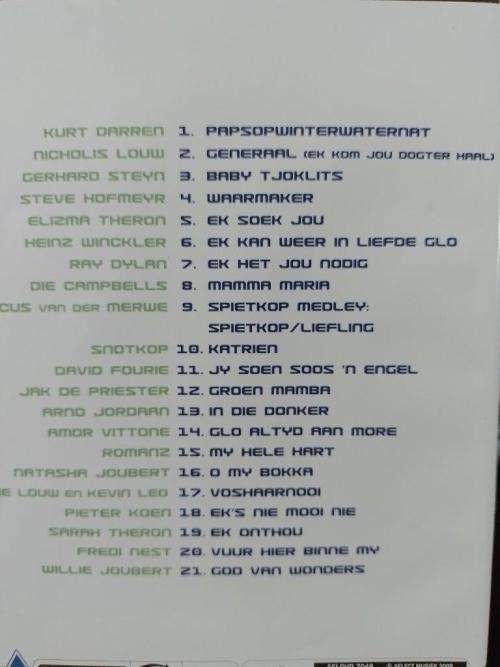 KURT DARREN 1. PAPSOPWINTERWATERNAT
NICHOLIS LOUW 2. GENERAAL (EK KOM JOU DOGTER HAAL)
GERHARD STEYN 3. BABY TJOKLITS
STEVE HOFMEYR 4. WAARMAKER
ELIZMA THERON 5. EK SOEK JOU
HEINZ WINCKLER 6. EK KAN WEER IN LIEFDE GLO
RAY DYLAN 7. EK HET JOU NODIG
DIE CAMPBELLS 8. MAMMA MARIA
CUS VAN DER MERWE 9. SPIETKOP MEDLEY:
SPIETKOP/LIEFLING
SNOTKOP 10. KATRIEN
DAVID FOURIE 11. JY SOEN SOOS 'N ENGEL
JAK DE PRIESTER 12. GROEN MAMBA
ARNO JORDAAN 13. IN DIE DONKER
AMOR VITTONE 14. GLO ALTYD AAN MORE
ROMANZ 15. MY HELE HART
NATASHA JOUBERT 16. O MY BOKKA
IE LOUW en KEVIN LEO 17. VOSHAARNOOI
PIETER KOEN 18. EK'S NIE MOOI NIE
SARAH THERON 19. EK ONTHOU
FREDI NEST 20. VUUR HIER BINNE MY
WILLIE JOUBERT 21. GOD VAN WONDERS